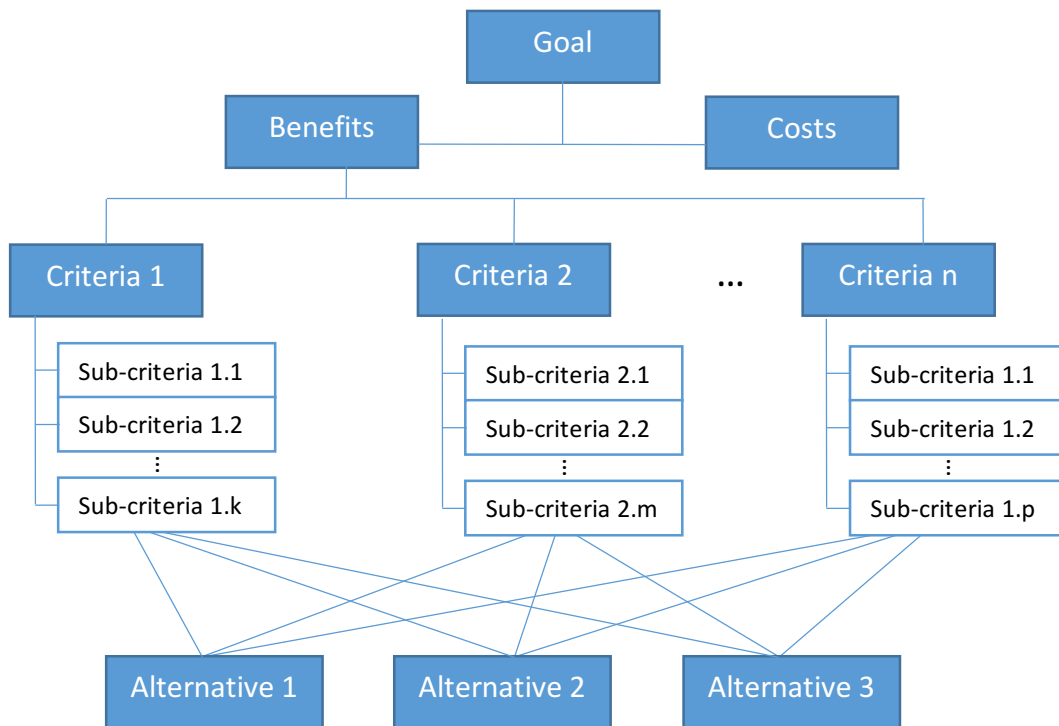 Goal
Benefits
Costs
Criteria 1
Criteria 2
...
Criteria n
Sub-criteria 1.1
Sub-criteria 1.2
⋮
Sub-criteria 1.k
Sub-criteria 2.1
Sub-criteria 2.2
⋮
Sub-criteria 2.m
Sub-criteria 1.1
Sub-criteria 1.2
⋮
Sub-criteria 1.p
Alternative 1
Alternative 2
Alternative 3